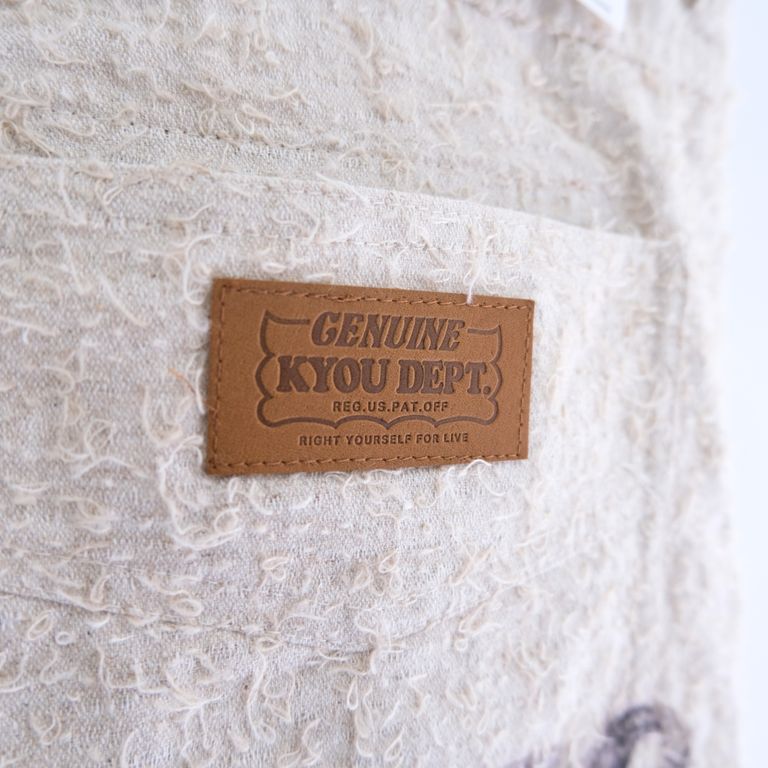 GENUINE
KYOU DEPT.
REG.US.PAT.OFF
RIGHT YOURSELF FOR LIVE